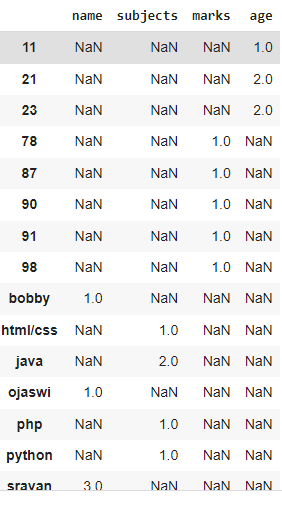 name subjects marks age
11 NaN NaN NaN 1.0
21 NaN NaN NaN 2.0
23 NaN NaN NaN 2.0
78 NaN NaN 1.0 NaN
87 NaN NaN 1.0 NaN
90 NaN NaN 1.0 NaN
91 NaN NaN 1.0 NaN
98 NaN NaN 1.0 NaN
bobby 1.0 NaN NaN NaN
html/css NaN 1.0 NaN NaN
java NaN 2.0 NaN NaN
ojaswi 1.0 NaN NaN NaN
php NaN 1.0 NaN NaN
python NaN 1.0 NaN NaN
sravan 3.0 NaN NaN NaN